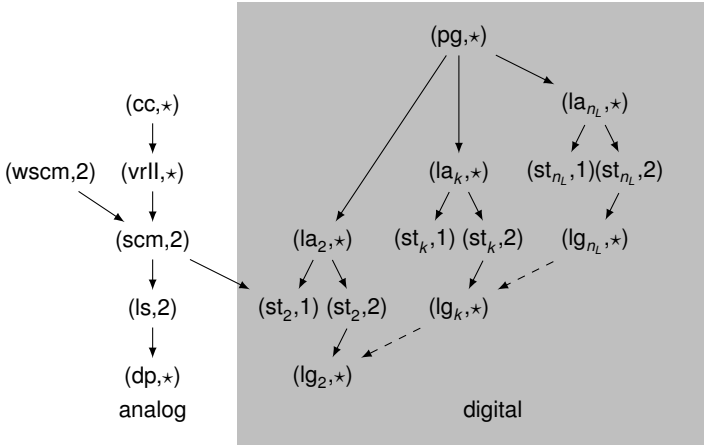 (pg,⋆)
(cc,⋆) (la_{n_L},⋆)
(wscm,2) (vrII,⋆) (la_k,⋆) (st_{n_L},1)(st_{n_L},2)
(scm,2) (la_2,⋆) (st_k,1) (st_k,2) (lg_{n_L},⋆)
(ls,2) (st_2,1) (st_2,2) (lg_k,⋆)
(dp,⋆) (lg_2,⋆)
analog digital